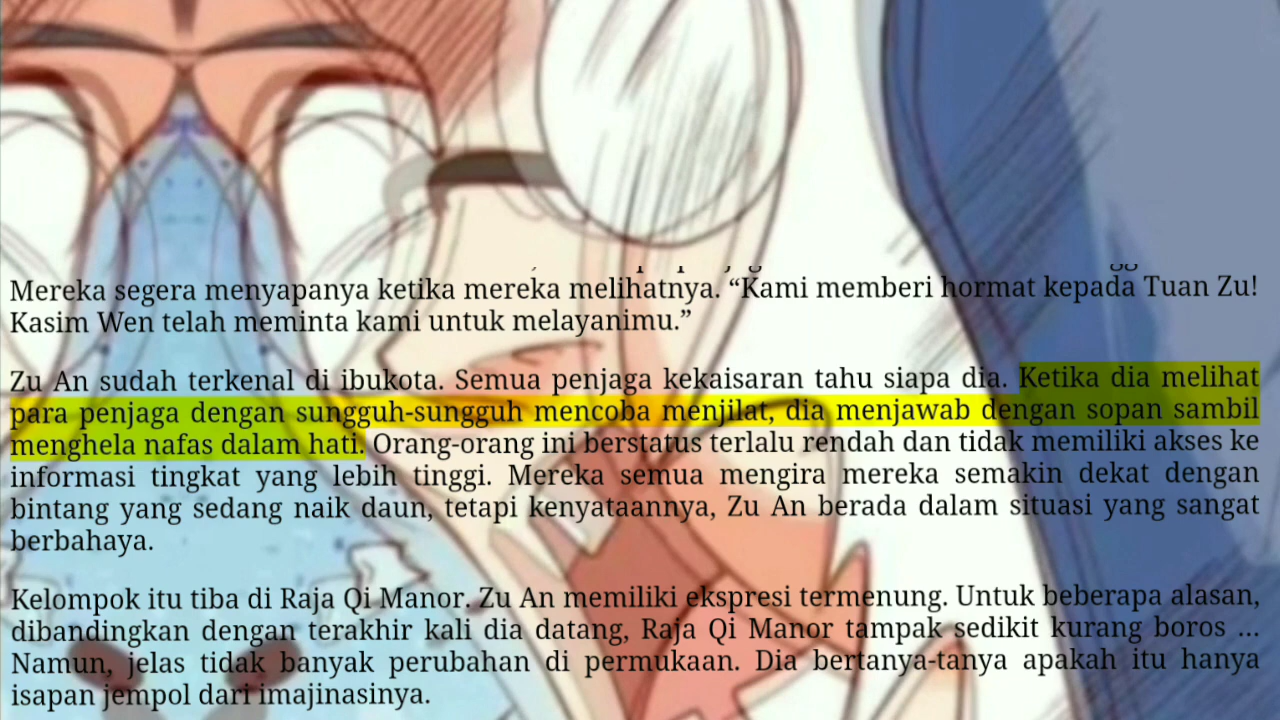 Mereka segera menyapanya ketika mereka melihatnya. “Kami memberi hormat kepada Tuan Zu!
Kasim Wen telah meminta kami untuk melayanimu.”
Zu An sudah terkenal di ibukota. Semua penjaga kekaisaran tahu siapa dia. Ketika dia melihat
para penjaga dengan sungguh-sungguh mencoba menjilat, dia menjawab dengan sopan sambil
menghela nafas dalam hati. Orang-orang ini berstatus terlalu rendah dan tidak memiliki akses ke
informasi tingkat yang lebih tinggi. Mereka semua mengira mereka semakin dekat dengan
bintang yang sedang naik daun, tetapi kenyataannya, Zu An berada dalam situasi yang sangat
berbahaya.
Kelompok itu tiba di Raja Qi Manor. Zu An memiliki ekspresi termenung. Untuk beberapa alasan,
dibandingkan dengan terakhir kali dia datang, Raja Qi Manor tampak sedikit kurang boros ...
Namun, jelas tidak banyak perubahan di permukaan. Dia bertanya-tanya apakah itu hanya
isapan jempol dari imajinasinya.